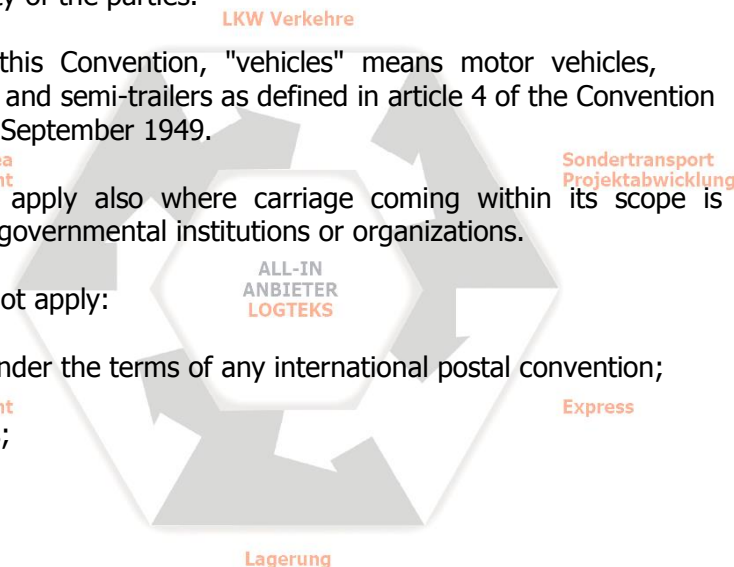 ty of the parties.
LKW Verkehre
this Convention, "vehicles" means motor vehicles,
and semi-trailers as defined in article 4 of the Convention
September 1949.
Sondertransport
Projektabwicklung
apply also where carriage coming within its scope is
governmental institutions or organizations.
ALL-IN
ANBIETER
LOGTEKS
ot apply:
nder the terms of any international postal convention;
Express
;
Lagerung